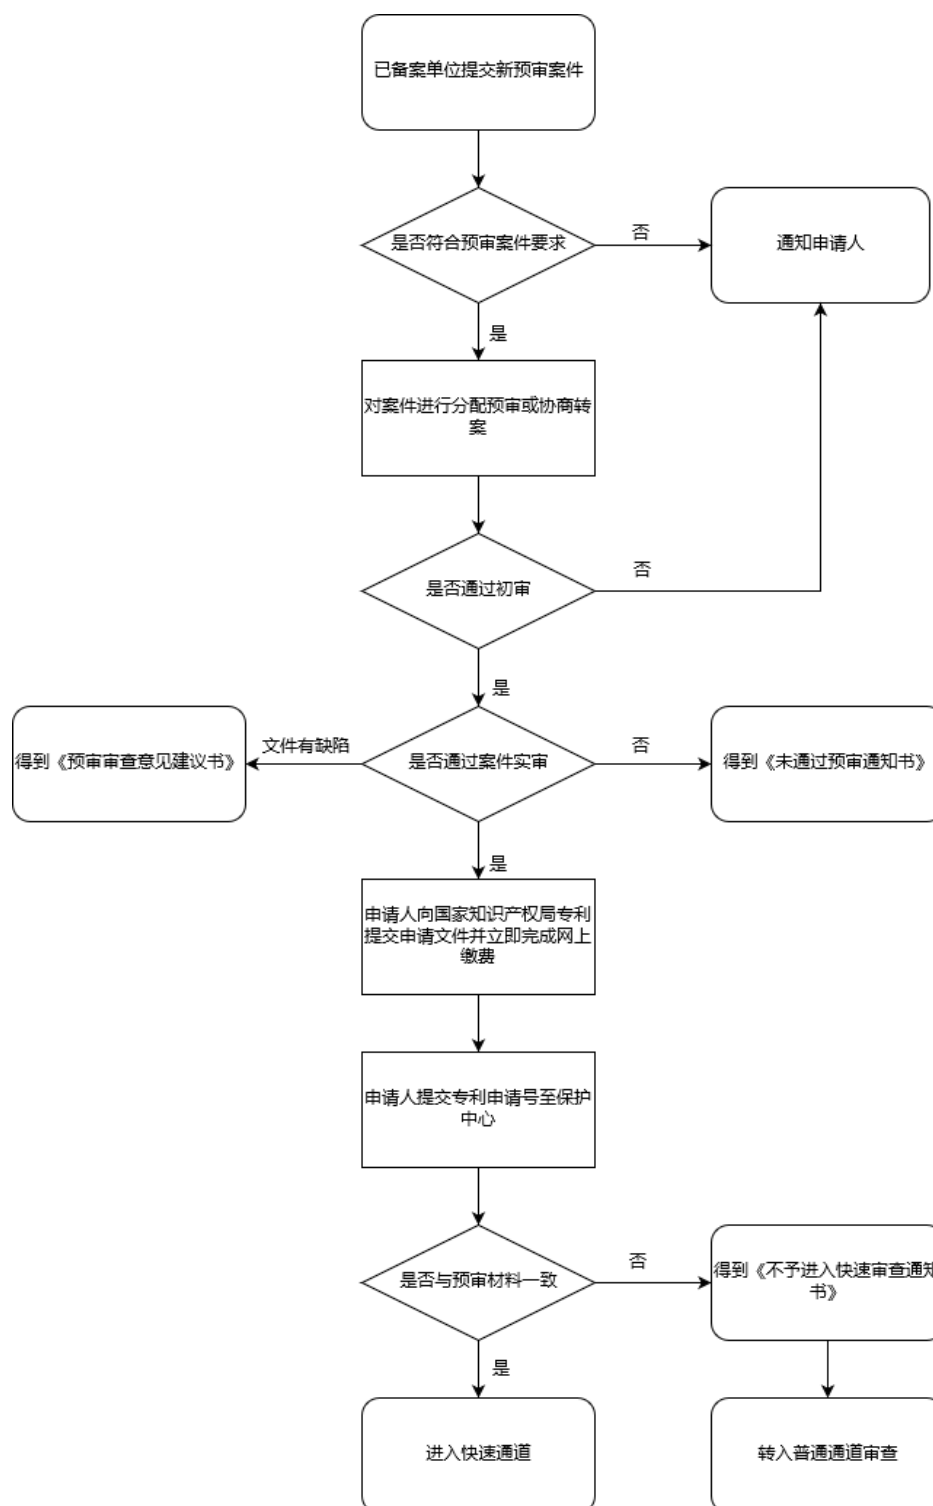 已备案单位提交新预审案件
是否符合预审案件要求
否
通知申请人
是
对案件进行分配预审或协商转
案
是否通过初审
否
是
得到《预审审查意见建议书》
文件有缺陷
是否通过案件实审
否
得到《未通过预审通知书》
是
申请人向国家知识产权局专利
提交申请文件并立即完成网上
缴费
申请人提交专利申请号至保护
中心
是否与预审材料一致
否
得到《不予进入快速审查通知
书》
是
进入快速通道
转入普通通道审查